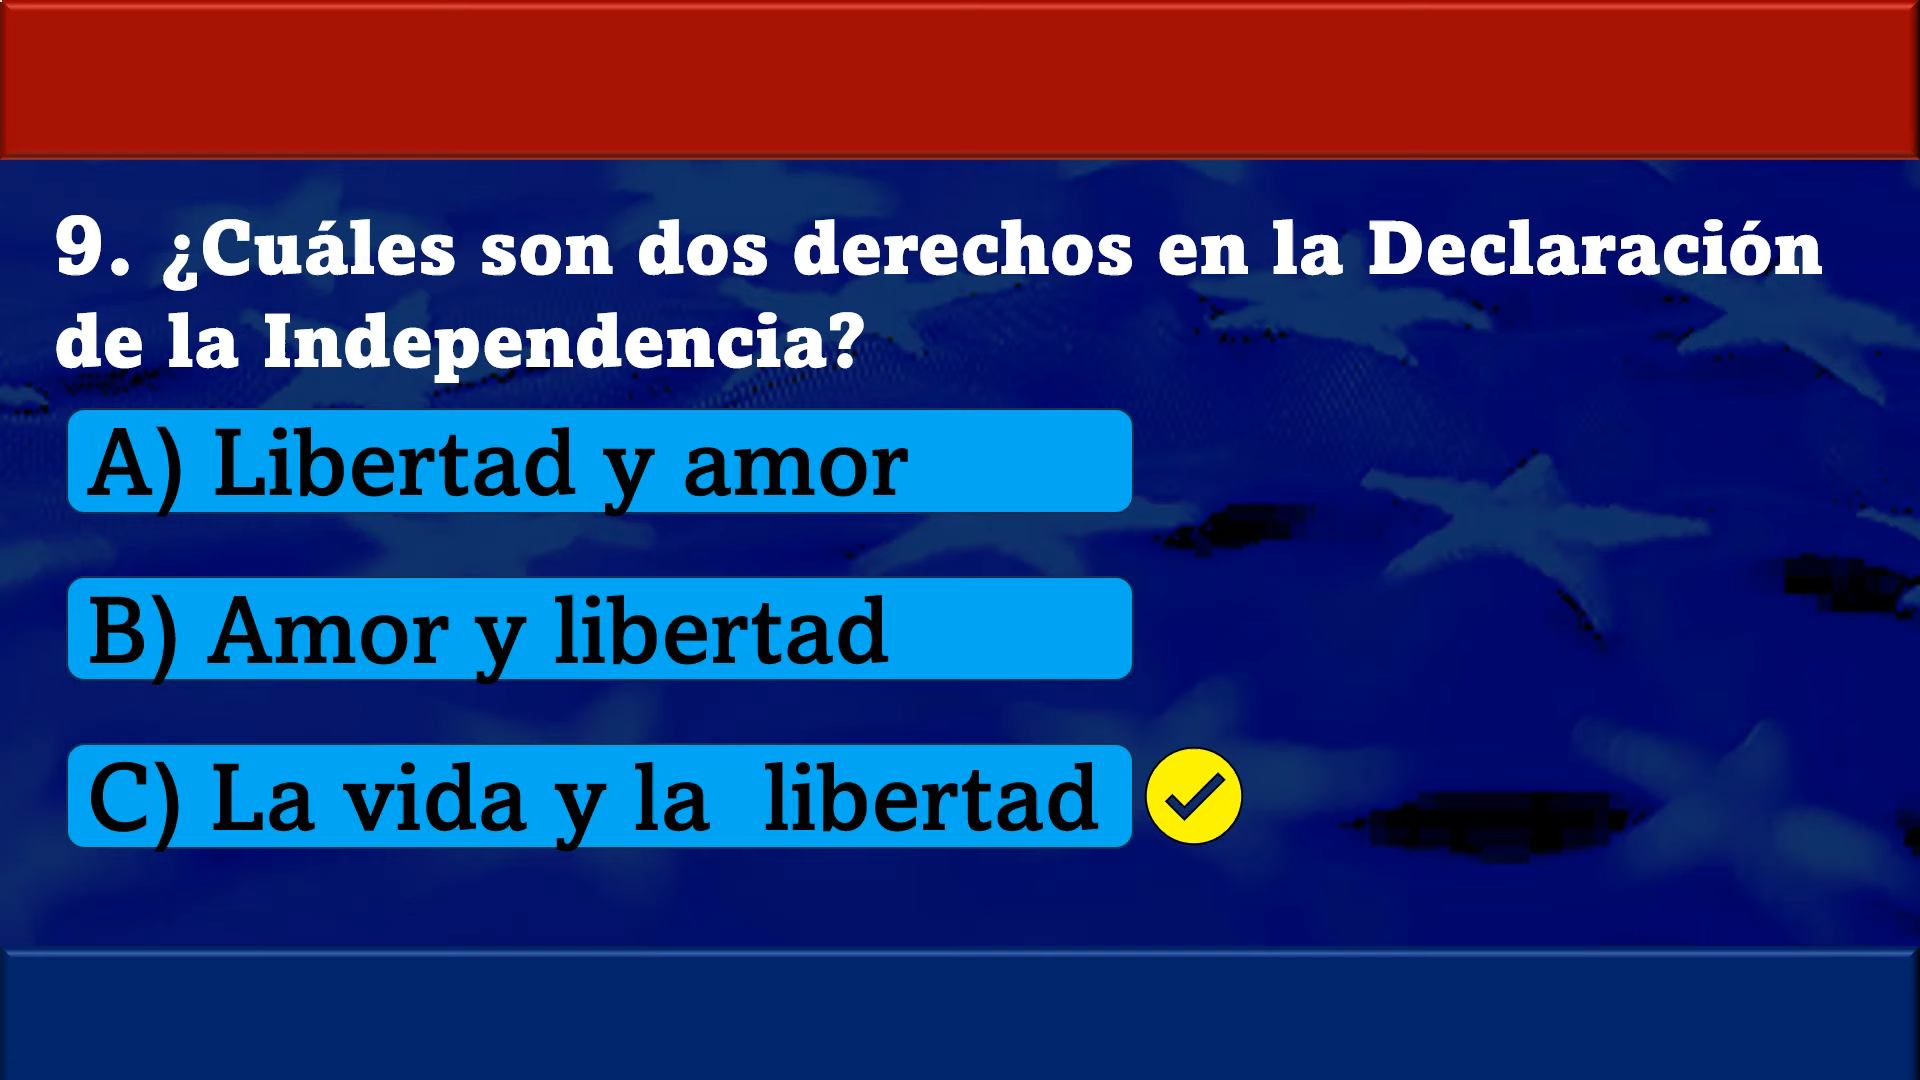 9. ¿Cuáles son dos derechos en la Declaración
de la Independencia?
A) Libertad y amor
B) Amor y libertad
C) La vida y la libertad